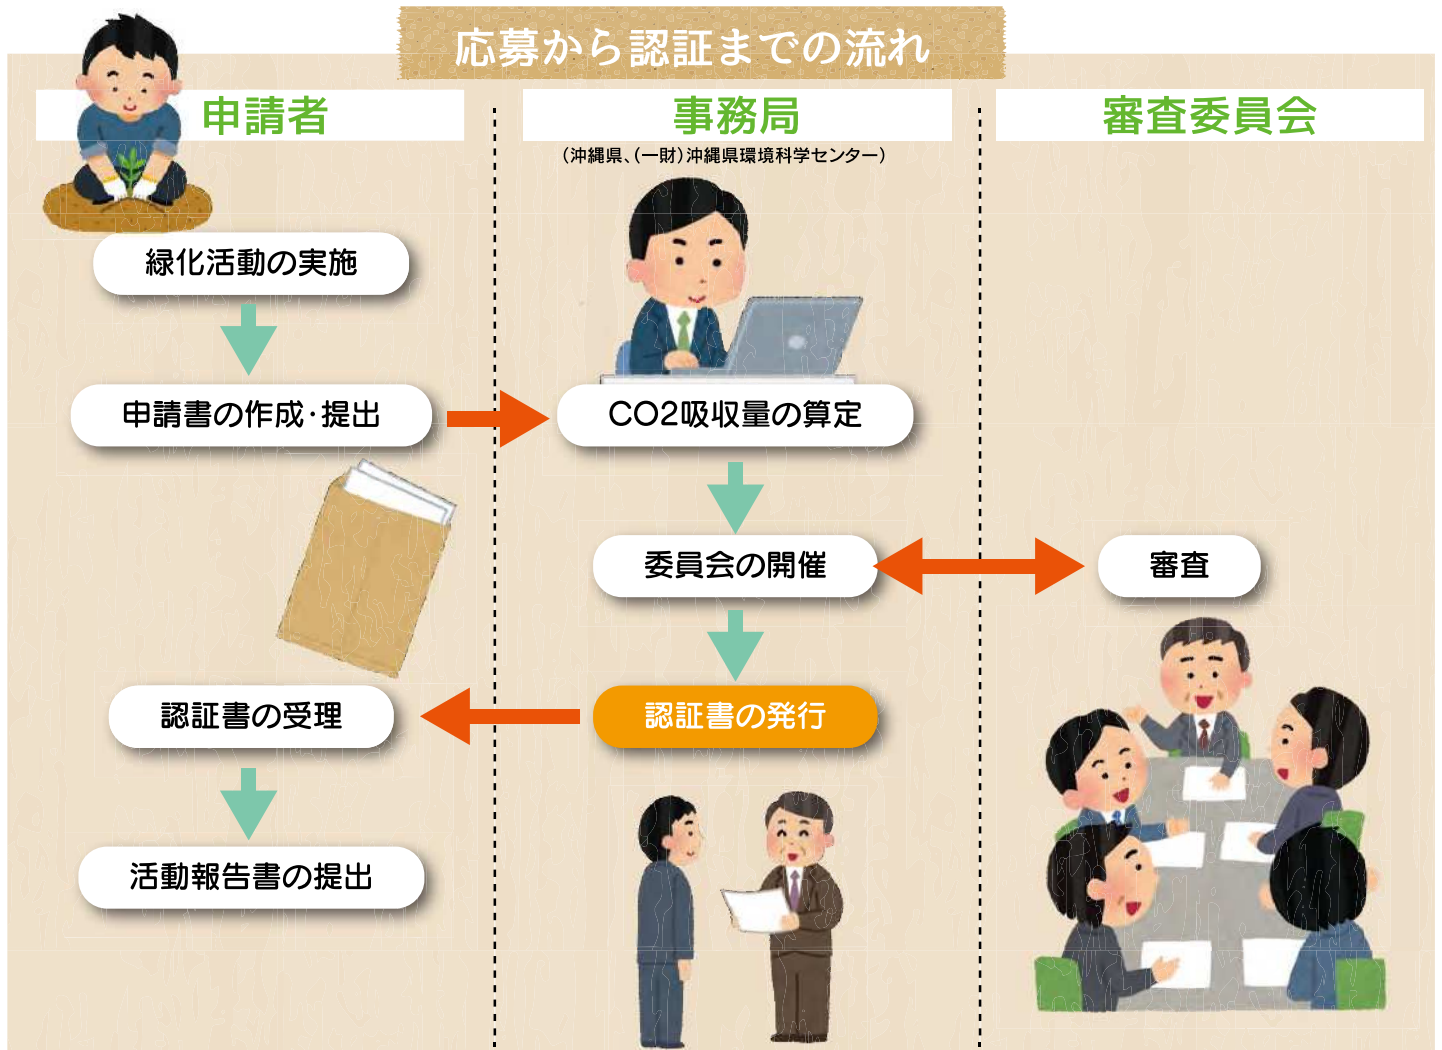 応募から認証までの流れ
申請者
事務局
審査委員会
（沖縄県、（一財）沖縄県環境科学センター）
緑化活動の実施
申請書の作成・提出
CO2吸収量の算定
委員会の開催
審査
認証書の受理
認証書の発行
活動報告書の提出